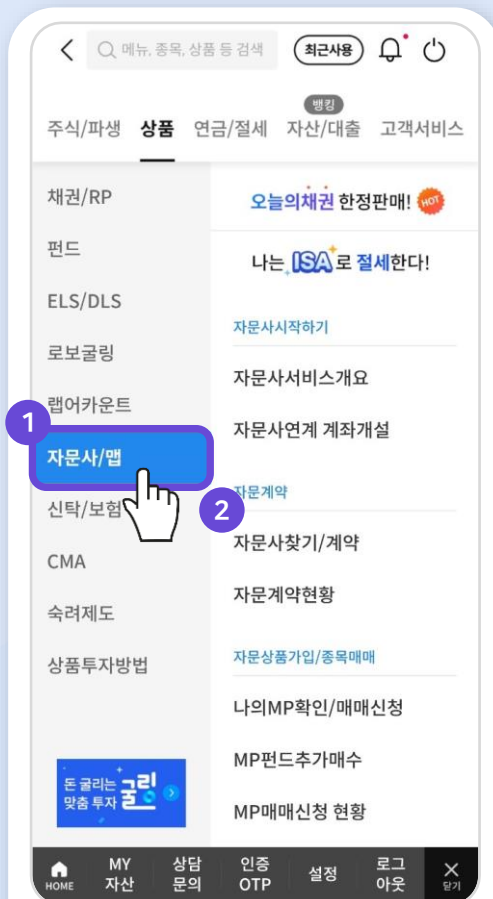 메뉴, 종목, 상품 등 검색
최근사용
뱅킹
주식/파생 상품 연금/절세 자산/대출 고객서비스
채권/RP
펀드
ELS/DLS
로보굴링
랩어카운트
1
자문사/맵
신탁/보험
CMA
숙려제도
상품투자방법
돈 굴리는
맞춤 투자
굴링
오늘의채권 한정판매! HOT
나는 ISA로 절세한다!
자문사시작하기
자문사서비스개요
자문사연계 계좌개설
2
자문계약
자문사찾기/계약
자문계약현황
자문상품가입/종목매매
나의MP확인/매매신청
MP펀드추가매수
MP매매신청 현황
HOME
MY
자산
상담
문의
인증
OTP
설정
로그
아웃
닫기